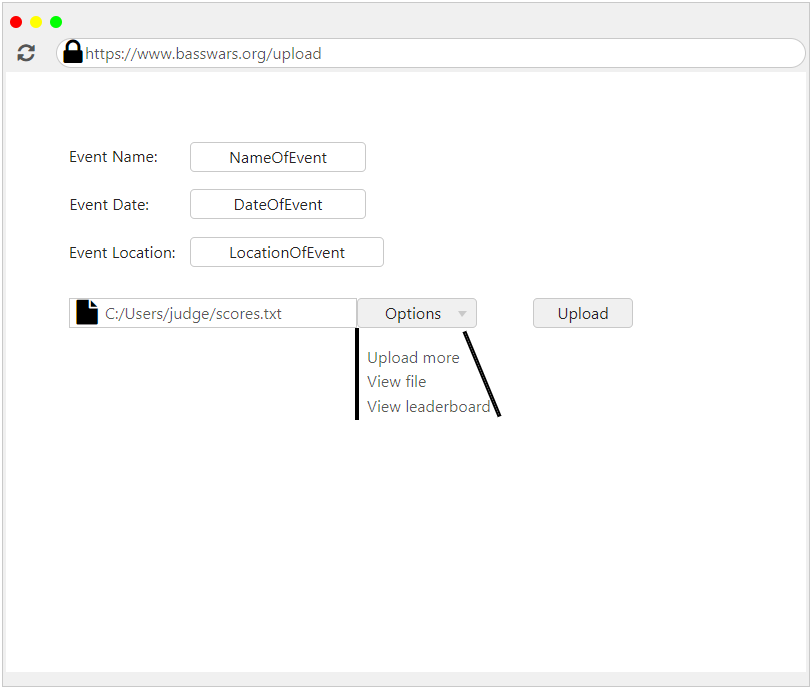 https://www.basswars.org/upload
Event Name: NameOfEvent
Event Date: DateOfEvent
Event Location: LocationOfEvent
C:/Users/judge/scores.txt Options Upload
Upload more
View file
View leaderboard